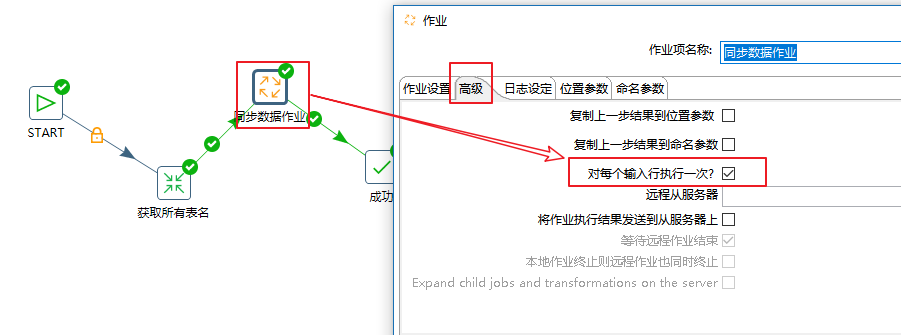 作业
作业项名称:
同步数据作业
作业设置
高级
日志设定
位置参数
命名参数
复制上一步结果到位置参数
复制上一步结果到命名参数
对每个输入行执行一次?
远程从服务器
将作业执行结果发送到从服务器上
等待远程作业结束
本地作业终止则远程作业也同时终止
Expand child jobs and transformations on the server
START
获取所有表名
同步数据作业
成功